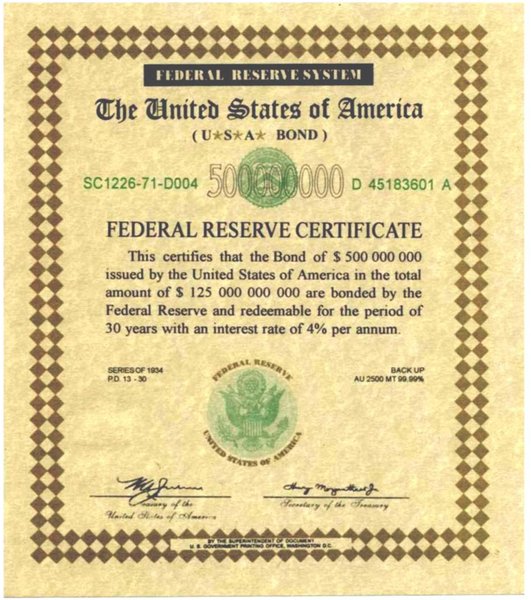 FEDERAL RESERVE SYSTEM
The United States of America
(U★S★A★ BOND)
SC1226-71-D004 500000000 D 45183601 A
FEDERAL RESERVE CERTIFICATE
This certifies that the Bond of $ 500 000 000
issued by the United States of America in the total
amount of $ 125 000 000 000 are bonded by the
Federal Reserve and redeemable for the period of
30 years with an interest rate of 4% per annum.
SERIES OF 1934
P.D. 13 - 30
BACK UP
AU 2500 MT 99.99%
FEDERAL RESERVE
UNITED STATES OF AMERICA
Henry Morgenthau Jr
Treasury of the
United States of America
Secretary of the Treasury
BY THE SUPERINTENDENT OF DOCUMENT
U. S. GOVERNMENT PRINTING OFFICE, WASHINGTON D.C.